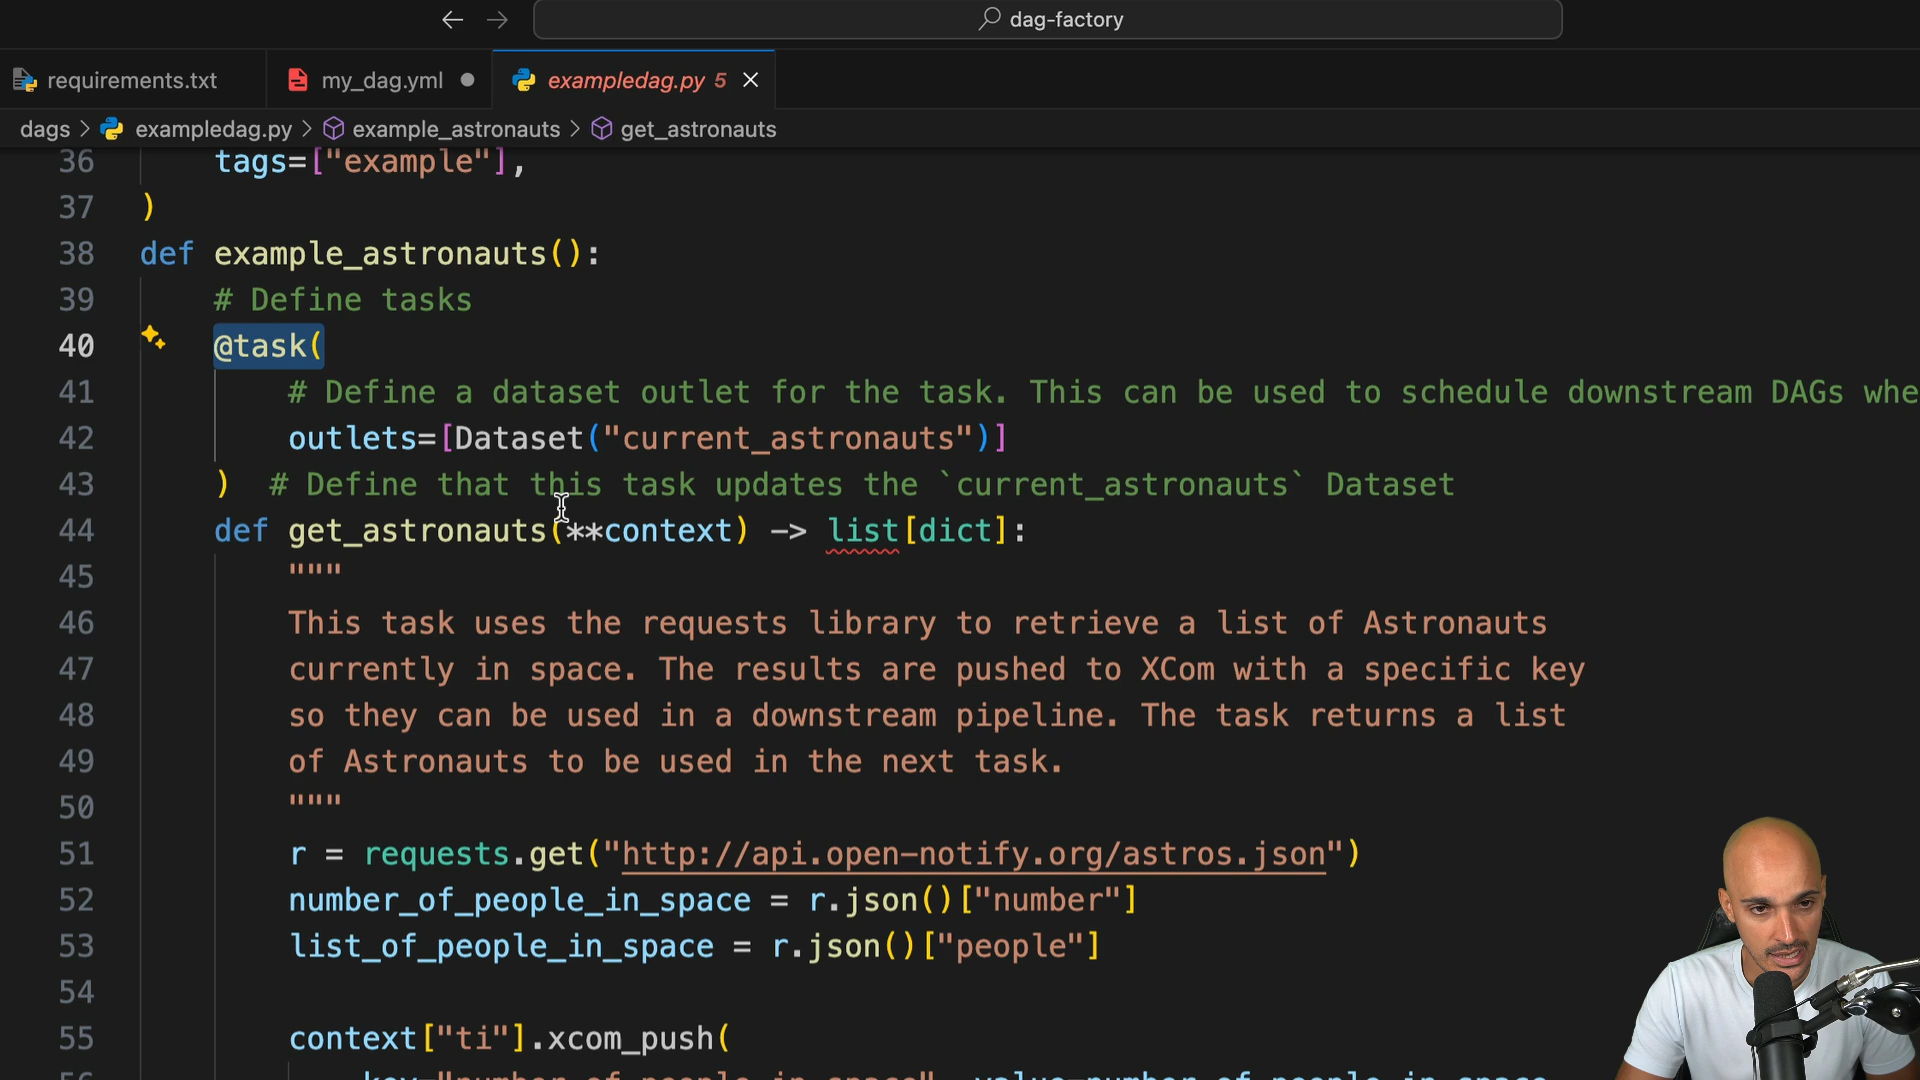 dag-factory
requirements.txt my_dag.yml exampledag.py 5
dags > exampledag.py > example_astronauts > get_astronauts
36 tags=["example"],
37 )
38 def example_astronauts():
39 # Define tasks
40 @task(
41 # Define a dataset outlet for the task. This can be used to schedule downstream DAGs whe
42 outlets=[Dataset("current_astronauts")]
43 ) # Define that this task updates the `current_astronauts` Dataset
44 def get_astronauts(**context) -> list[dict]:
45 """
46 This task uses the requests library to retrieve a list of Astronauts
47 currently in space. The results are pushed to XCom with a specific key
48 so they can be used in a downstream pipeline. The task returns a list
49 of Astronauts to be used in the next task.
50 """
51 r = requests.get("http://api.open-notify.org/astros.json")
52 number_of_people_in_space = r.json()["number"]
53 list_of_people_in_space = r.json()["people"]
54
55 context["ti"].xcom_push(
56 key="number_of_people_in_space", value=number_of_people_in_space